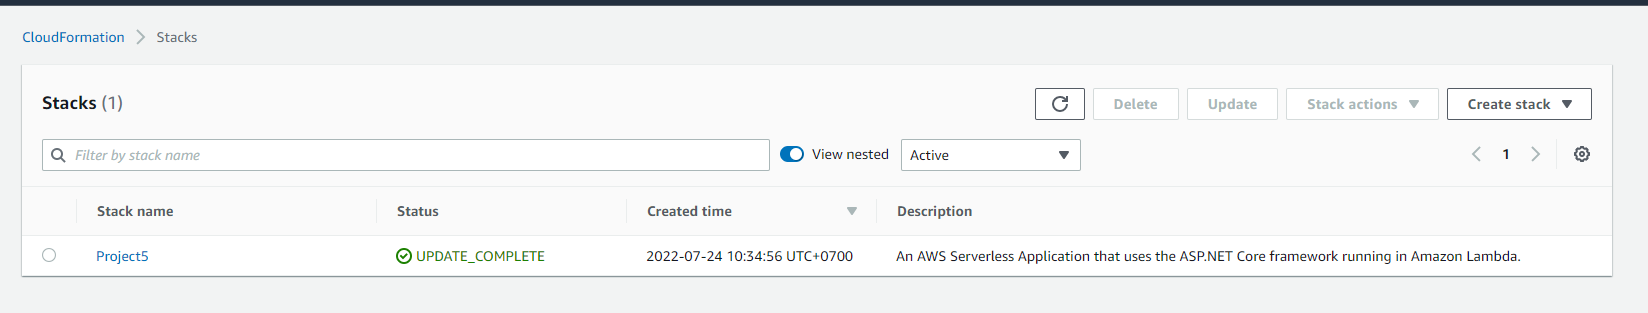 CloudFormation > Stacks
Stacks (1)
Delete Update Stack actions Create stack
Filter by stack name View nested Active 1
Stack name Status Created time Description
Project5 UPDATE_COMPLETE 2022-07-24 10:34:56 UTC+0700 An AWS Serverless Application that uses the ASP.NET Core framework running in Amazon Lambda.